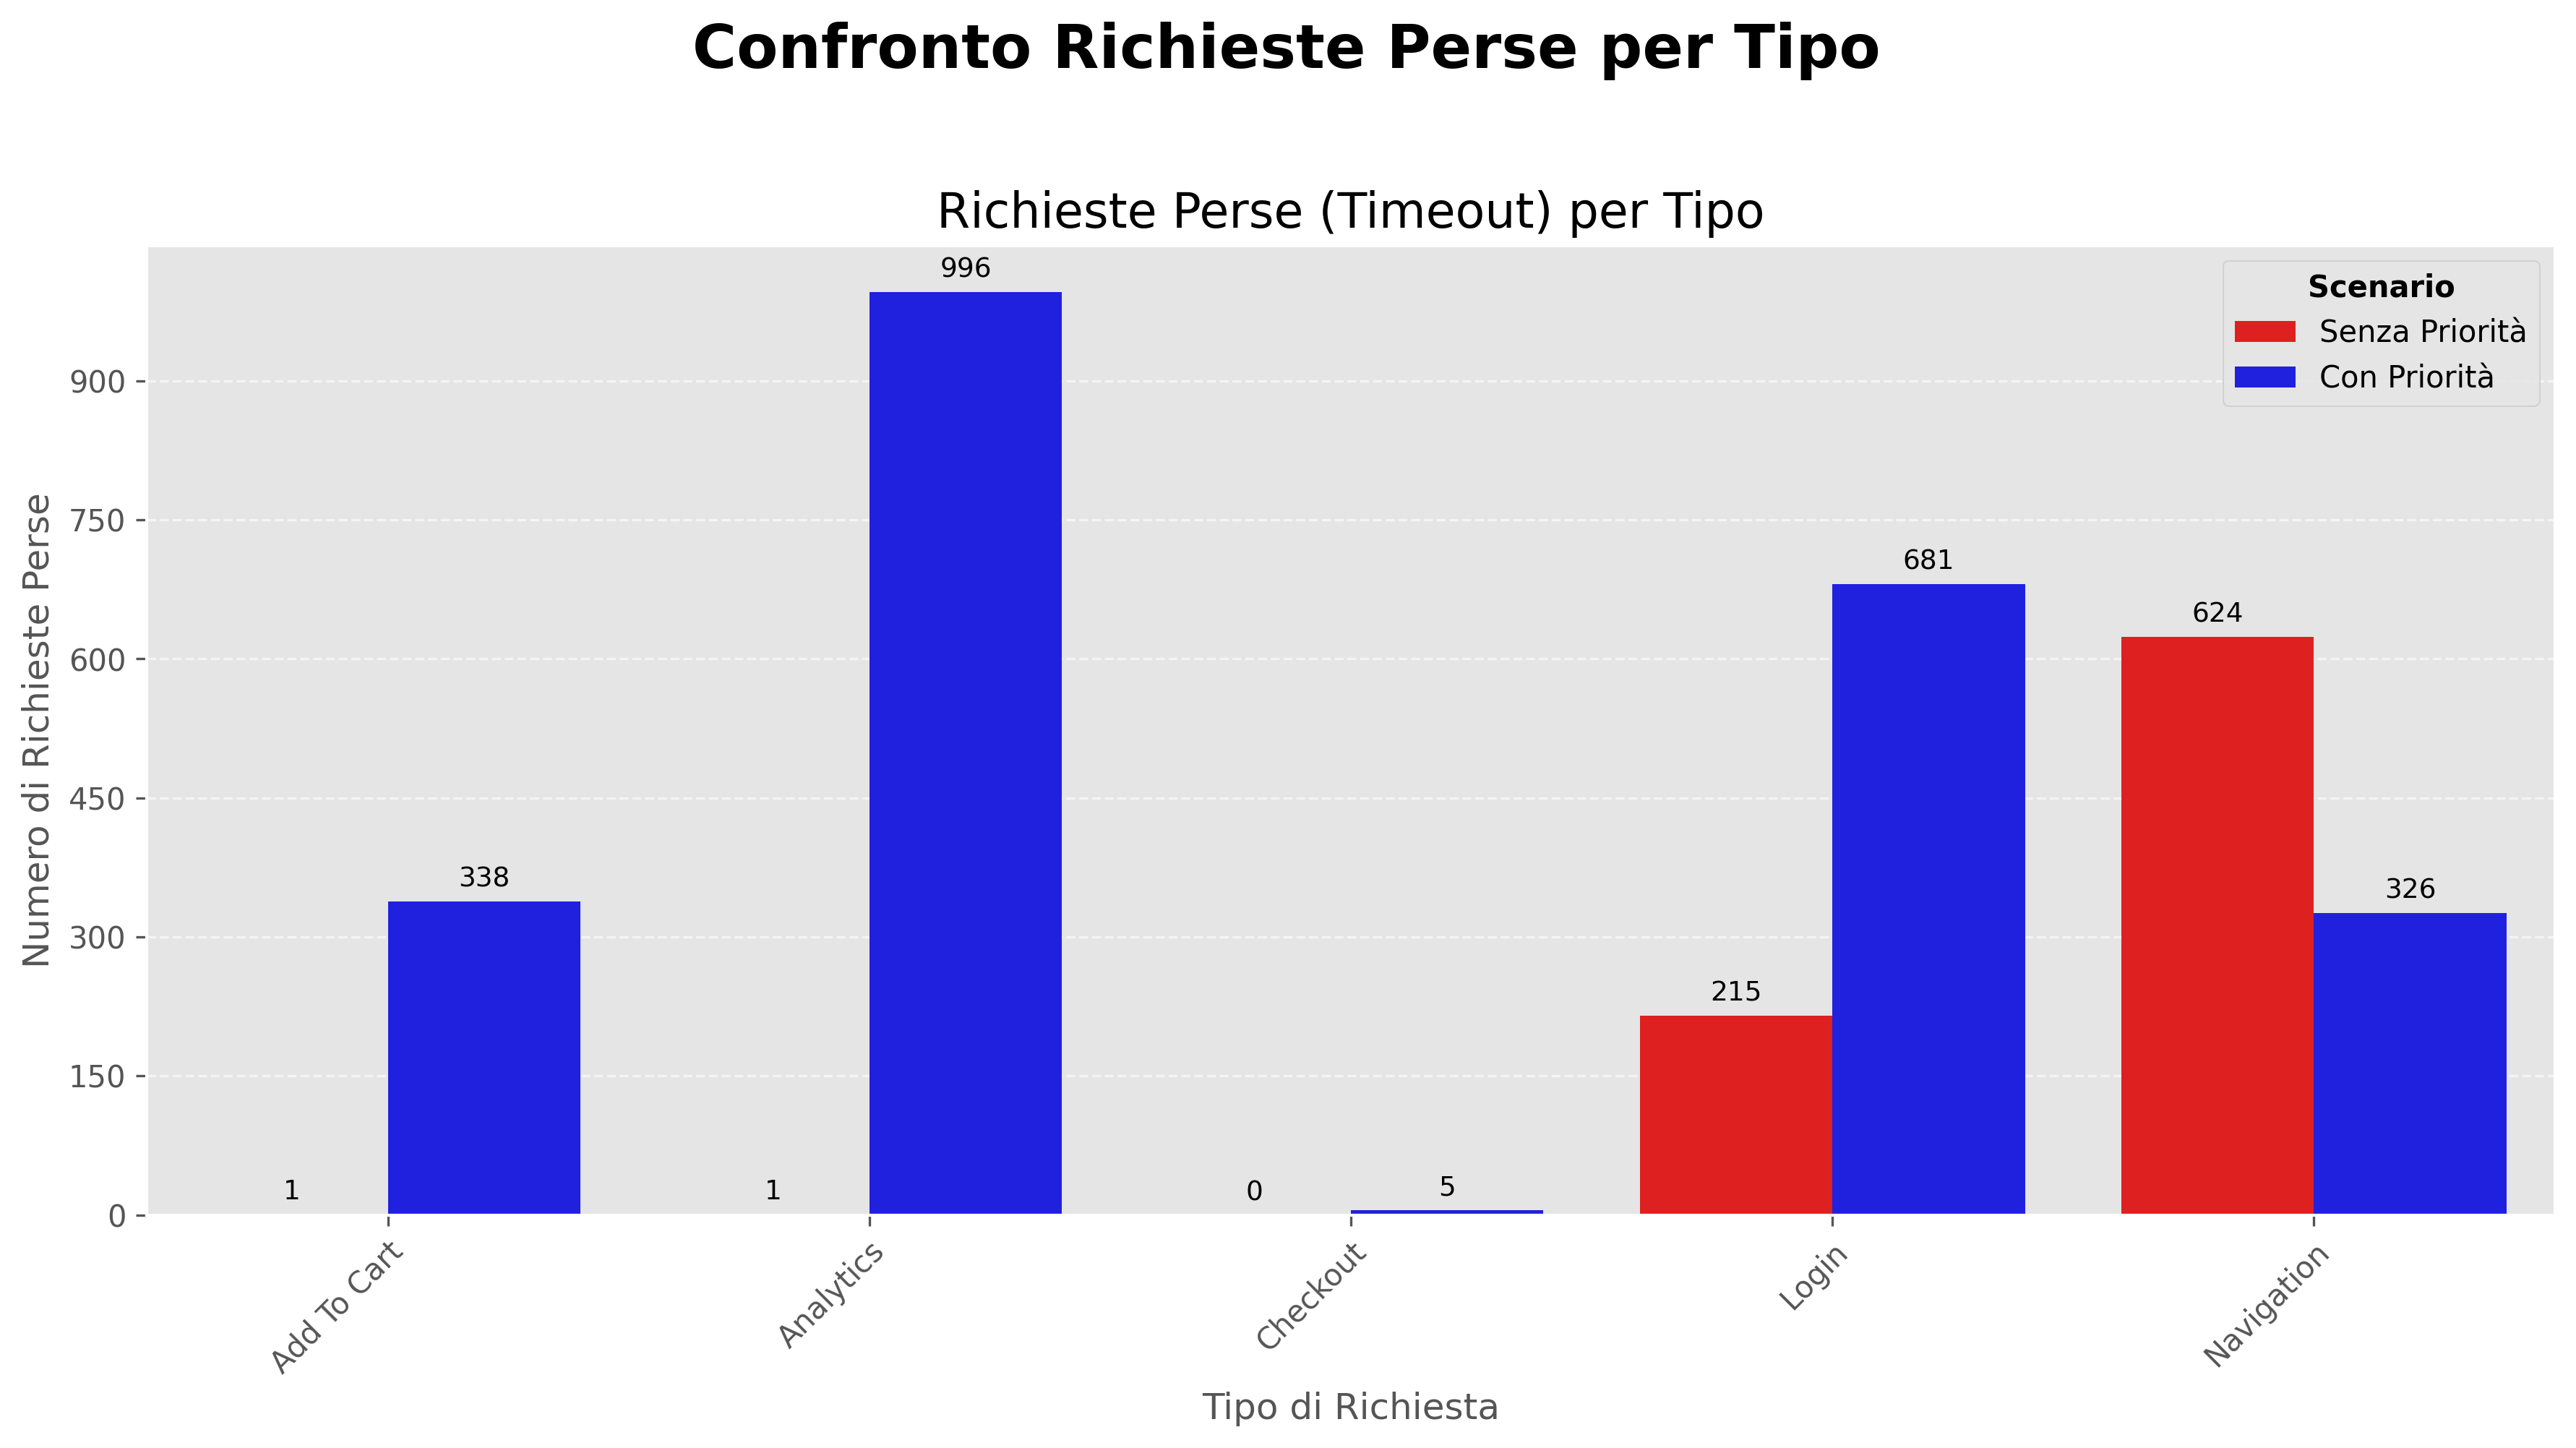 Confronto Richieste Perse per Tipo
Richieste Perse (Timeout) per Tipo
Scenario
Senza Priorità
Con Priorità
Numero di Richieste Perse
900
750
600
450
300
150
0
1
338
1
996
0
5
215
681
624
326
Add To Cart
Analytics
Checkout
Login
Navigation
Tipo di Richiesta